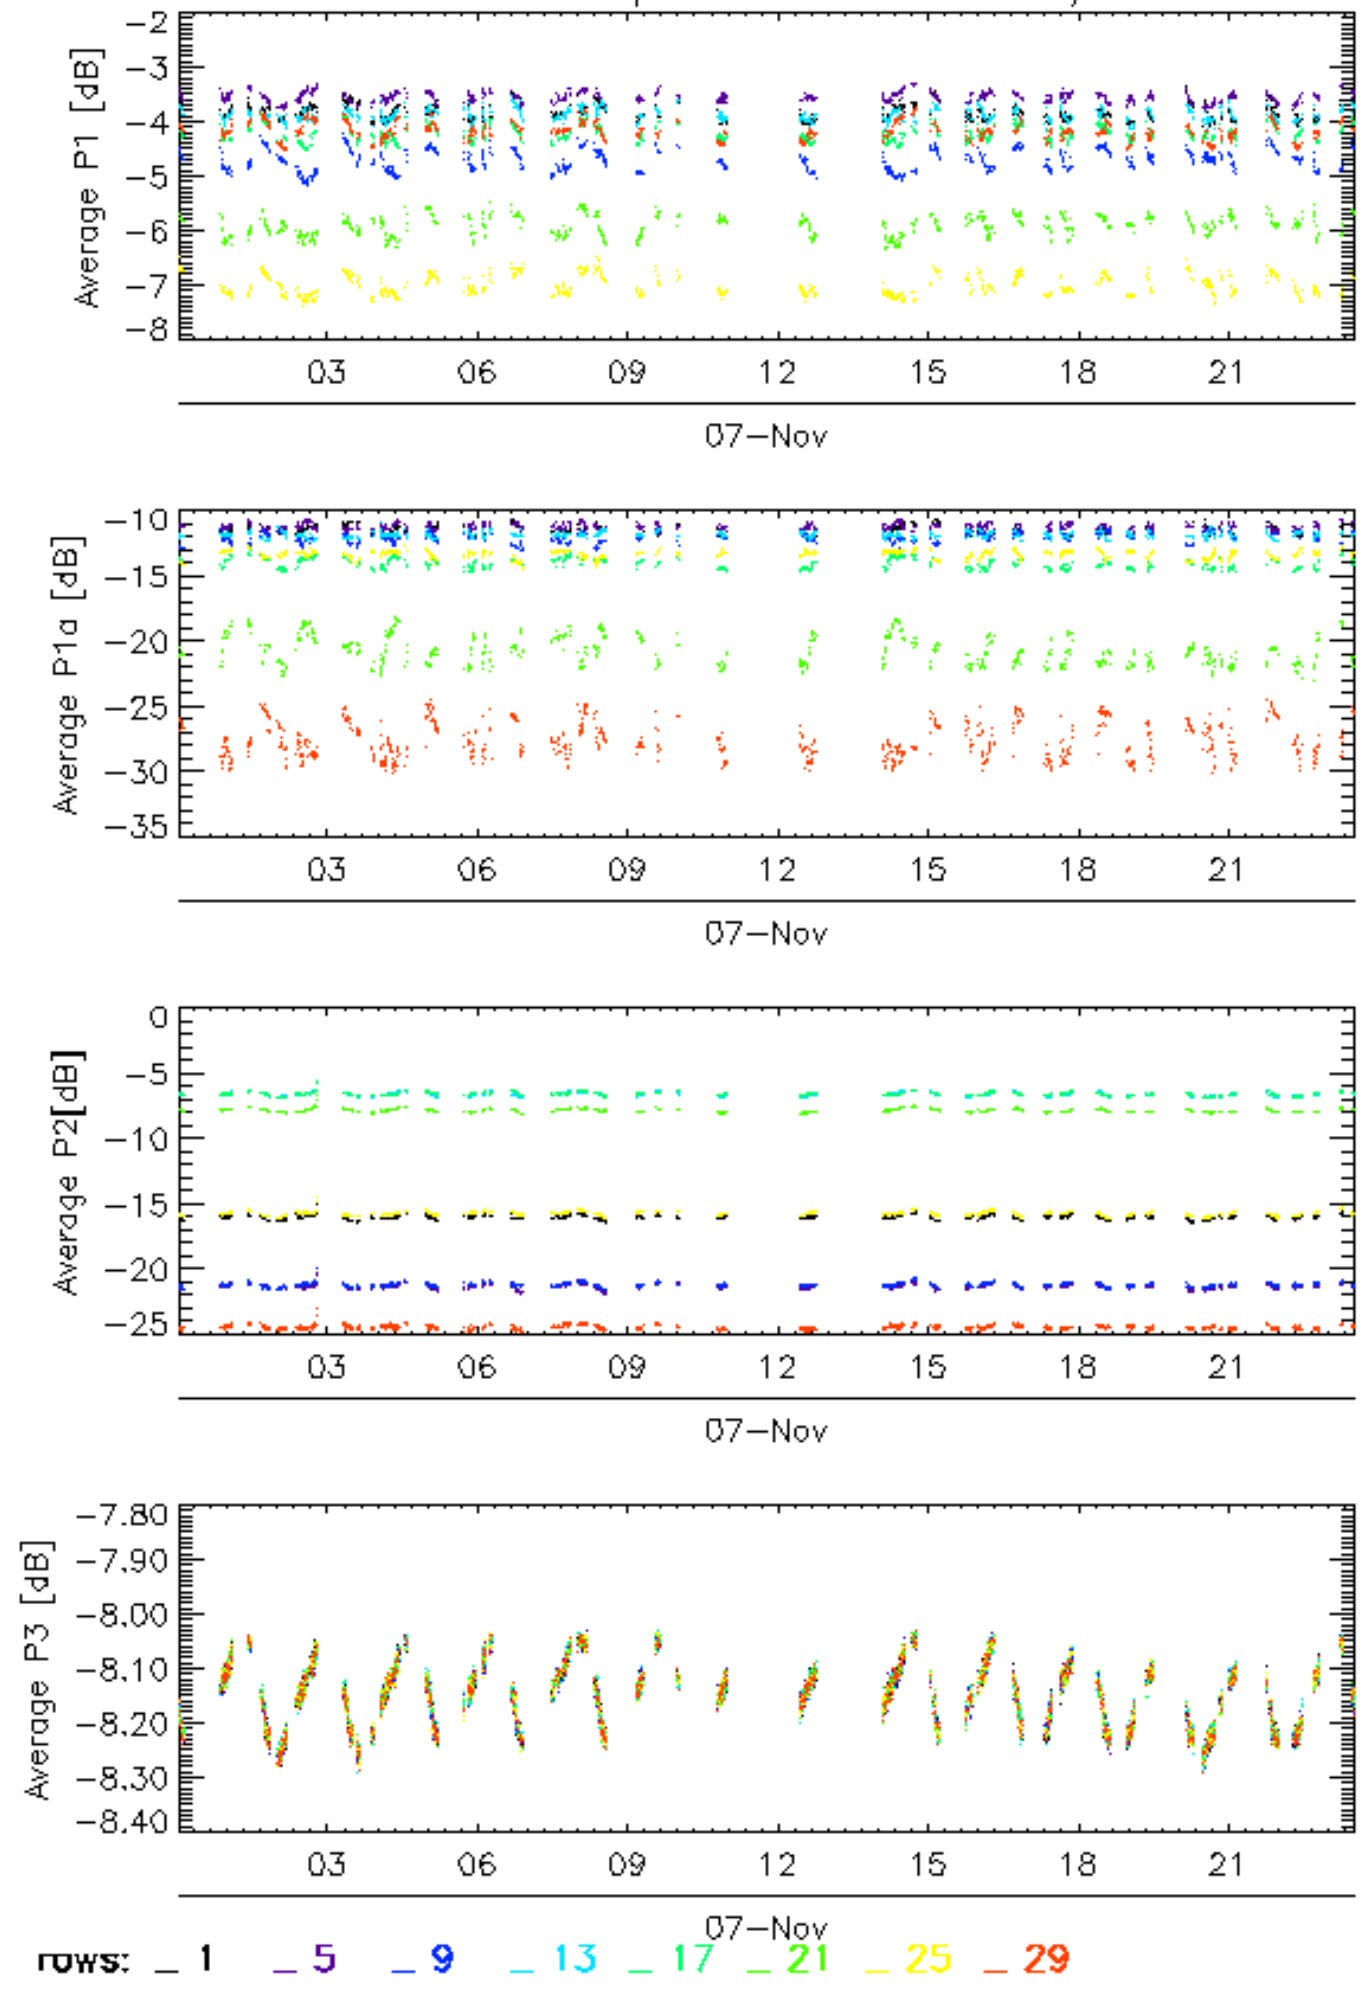 Average P1 [dB]
-2
-3
-4
-5
-6
-7
-8
03 06 09 12 15 18 21
07-Nov
Average P1a [dB]
-10
-15
-20
-25
-30
-35
03 06 09 12 15 18 21
07-Nov
Average P2[dB]
0
-5
-10
-15
-20
-25
03 06 09 12 15 18 21
07-Nov
Average P3 [dB]
-7.80
-7.90
-8.00
-8.10
-8.20
-8.30
-8.40
03 06 09 12 15 18 21
07-Nov
rows: _ 1 _ 5 _ 9 _ 13 _ 17 _ 21 _ 25 _ 29